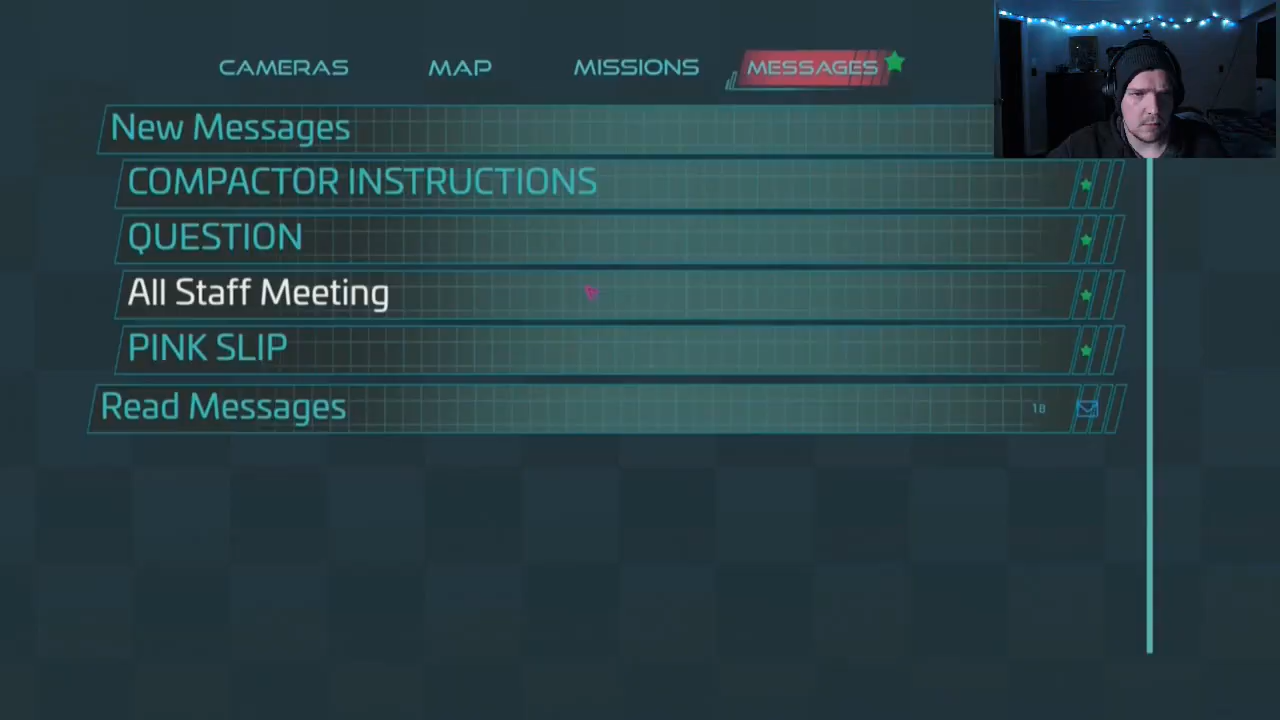 CAMERAS MAP MISSIONS MESSAGES
New Messages
COMPACTOR INSTRUCTIONS
QUESTION
All Staff Meeting
PINK SLIP
Read Messages 18